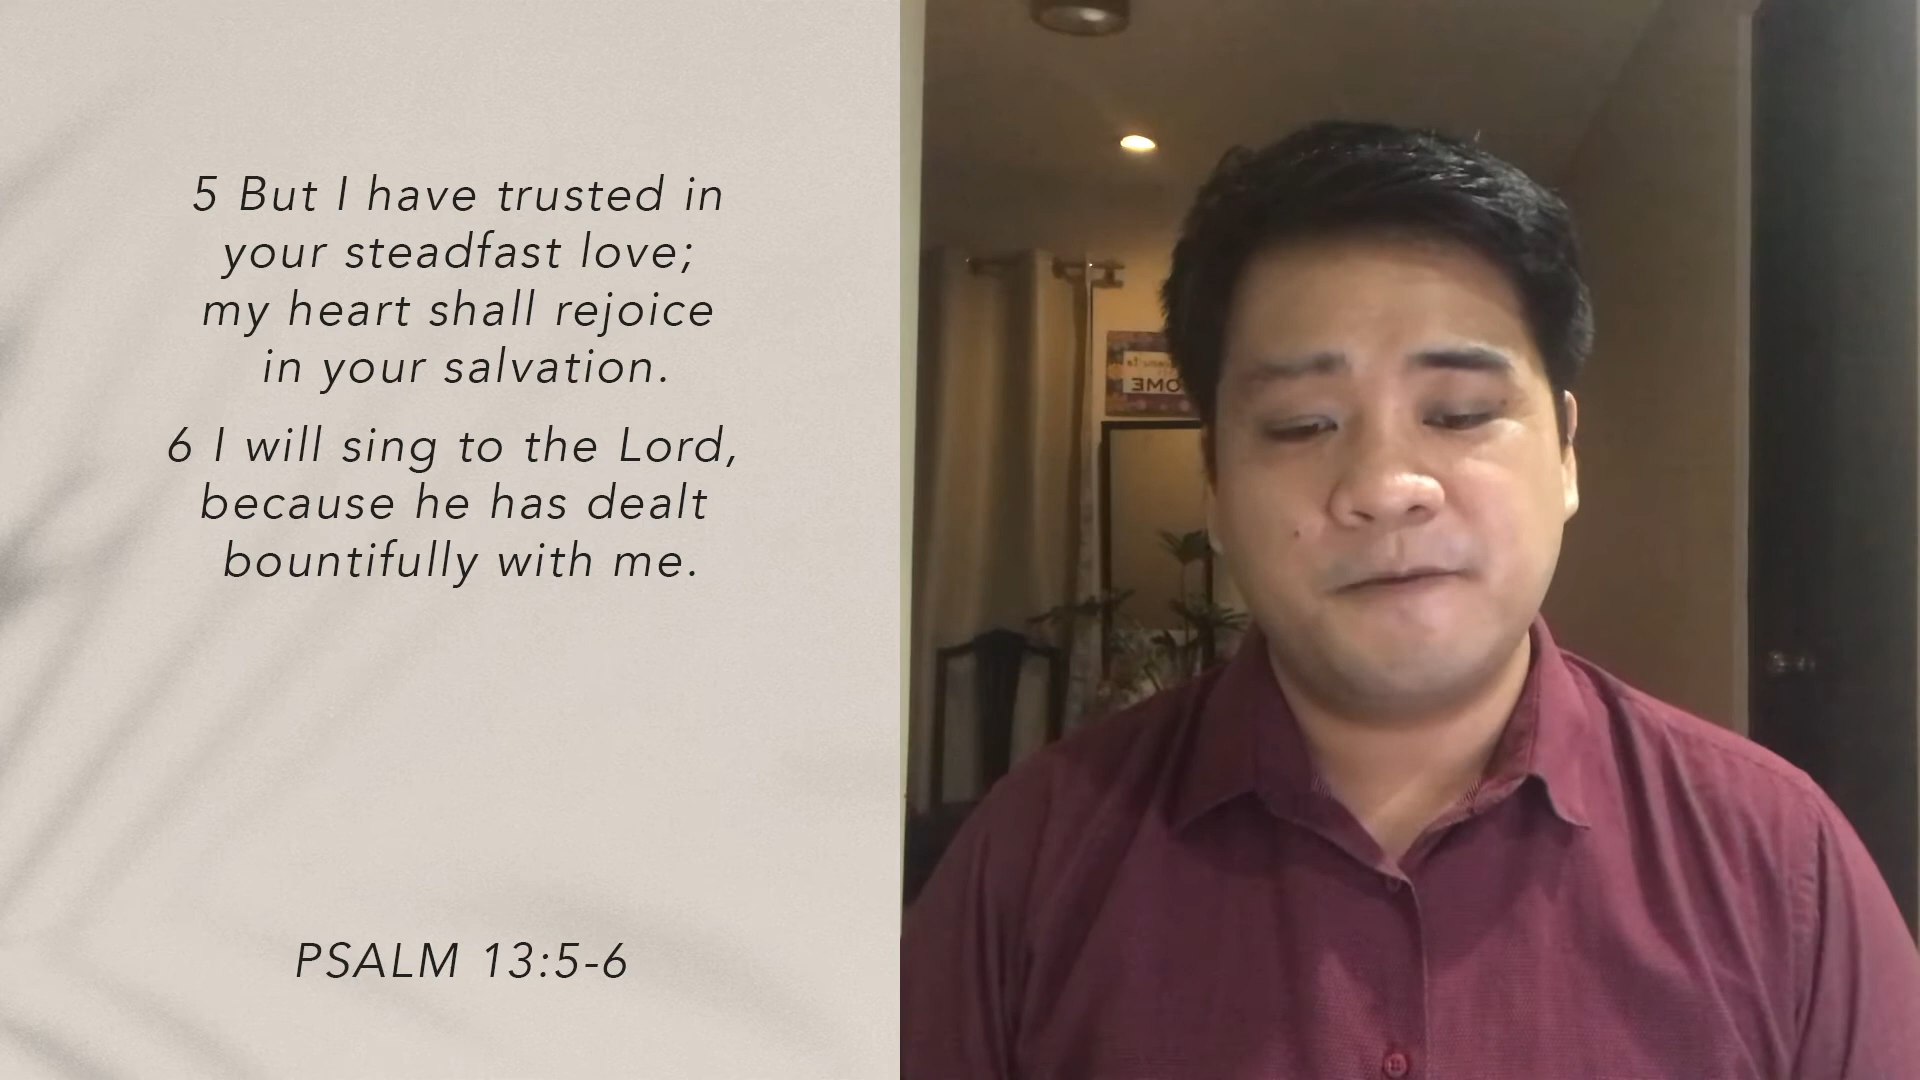 5 But I have trusted in
your steadfast love;
my heart shall rejoice
in your salvation.
6 I will sing to the Lord,
because he has dealt
bountifully with me.
PSALM 13:5-6